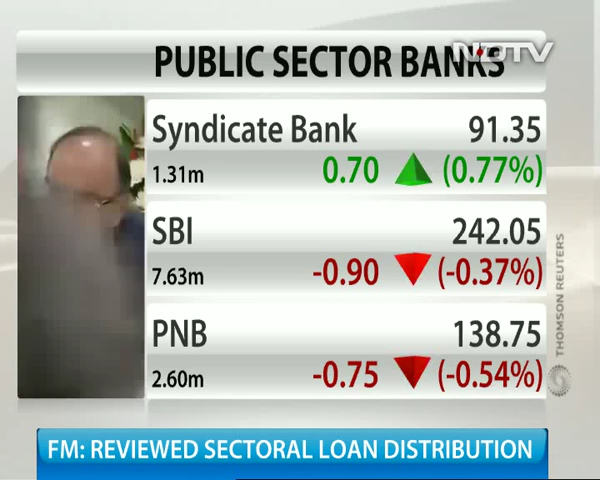 NDTV
PUBLIC SECTOR BANKS
Syndicate Bank 91.35
1.31m 0.70 (0.77%)
SBI 242.05
7.63m -0.90 (-0.37%)
PNB 138.75
2.60m -0.75 (-0.54%)
THOMSON REUTERS
FM: REVIEWED SECTORAL LOAN DISTRIBUTION